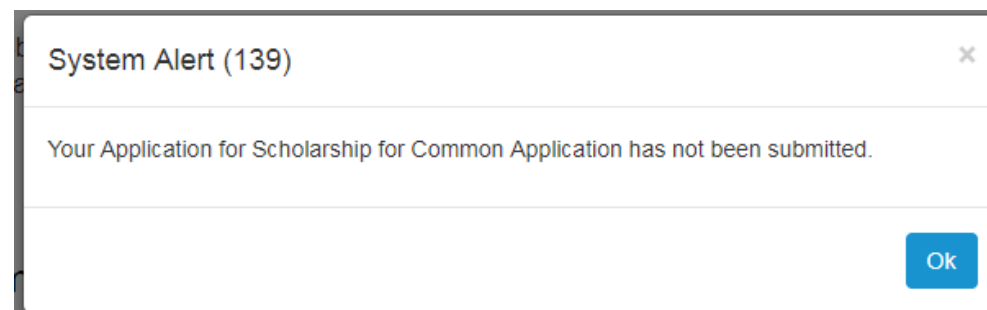 System Alert (139)
×
Your Application for Scholarship for Common Application has not been submitted.
Ok